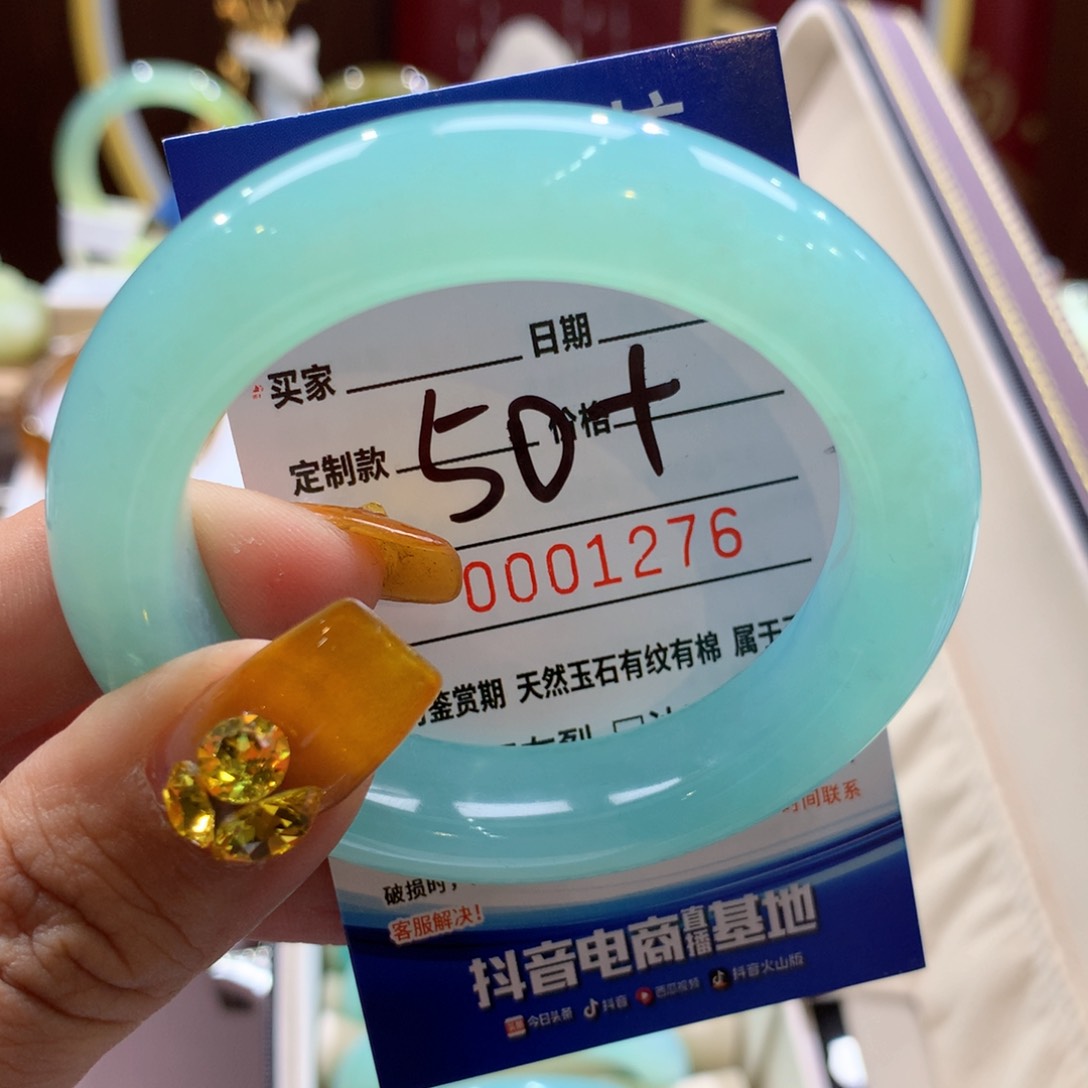 买家 日期
定制款 价格
50+
0001276
鉴赏期 天然玉石有纹有棉 属于
时间联系
破损时，
客服解决！
抖音电商直播基地
今日头条 抖音 西瓜视频 抖音火山版